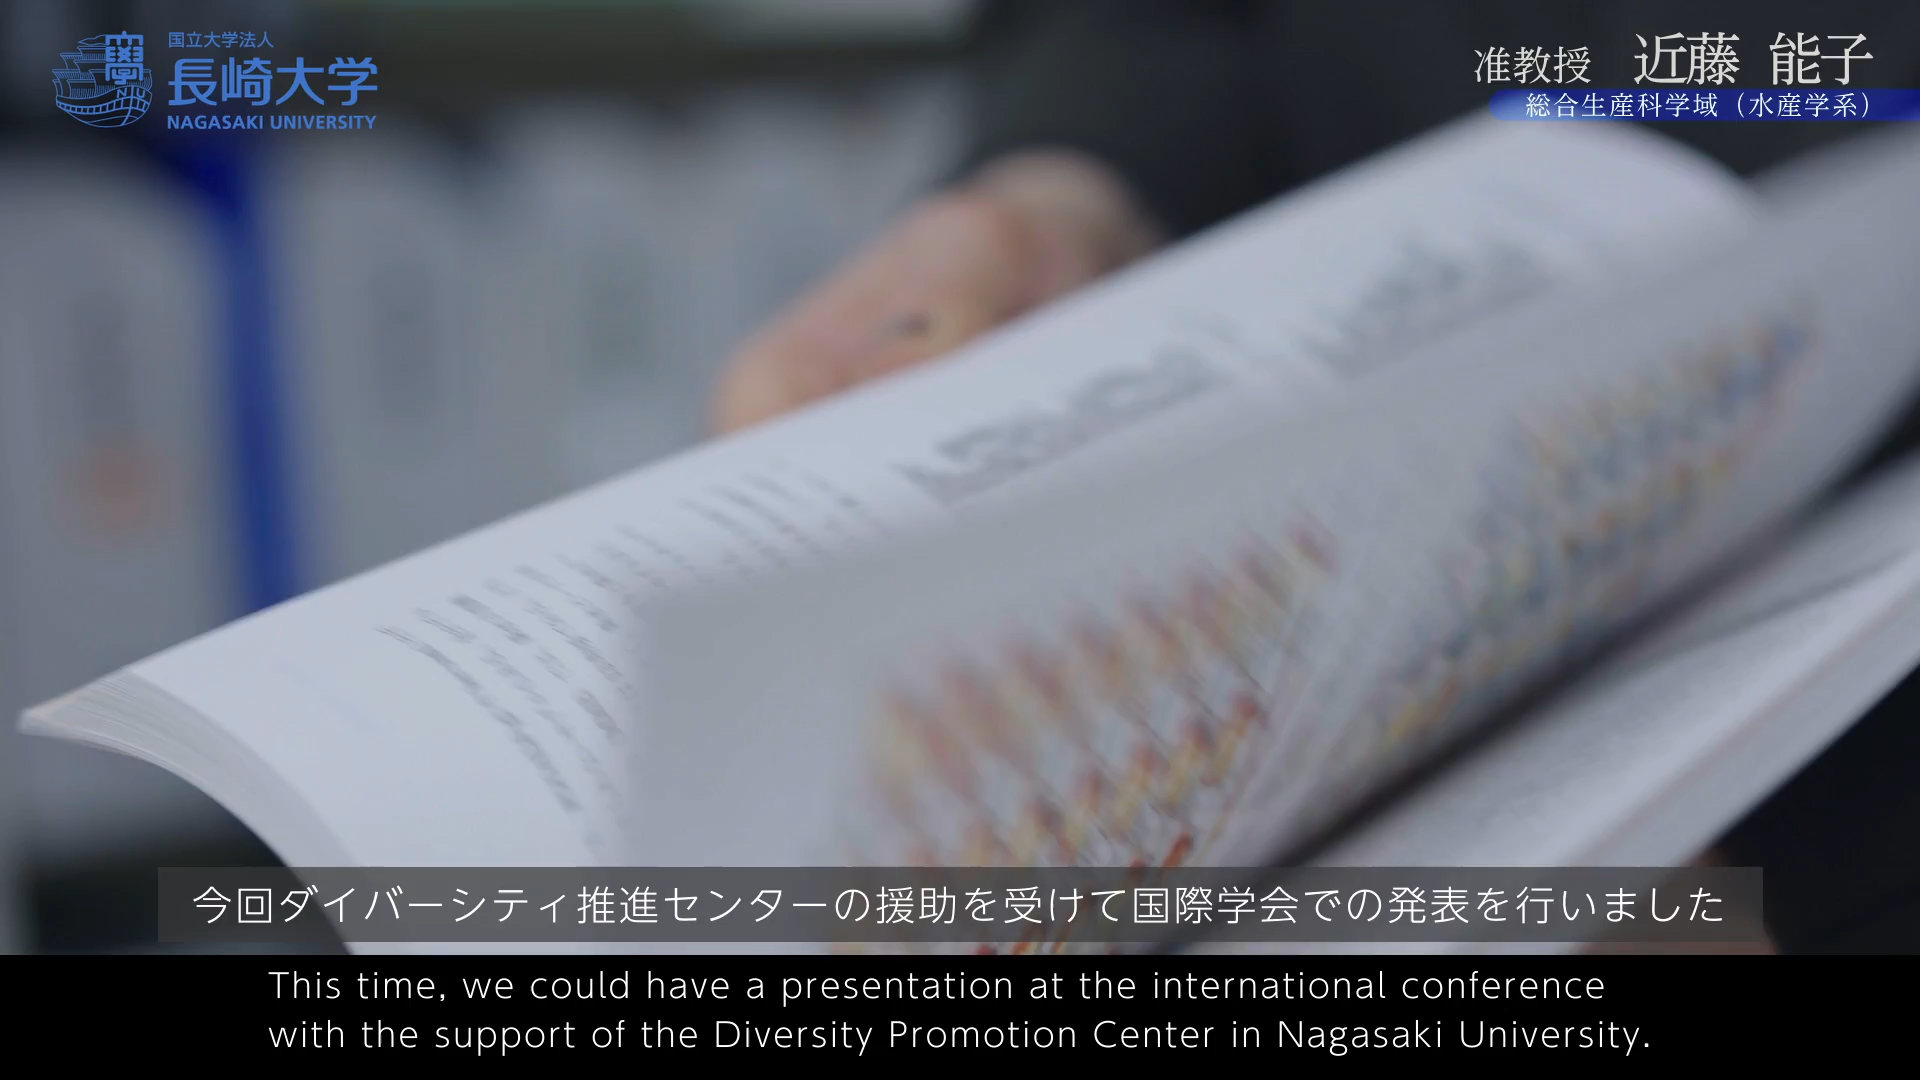 国立大学法人
長崎大学
NAGASAKI UNIVERSITY
准教授 近藤 能子
総合生産科学域（水産学系）
今回ダイバーシティ推進センターの援助を受けて国際学会での発表を行いました
This time, we could have a presentation at the international conference
with the support of the Diversity Promotion Center in Nagasaki University.